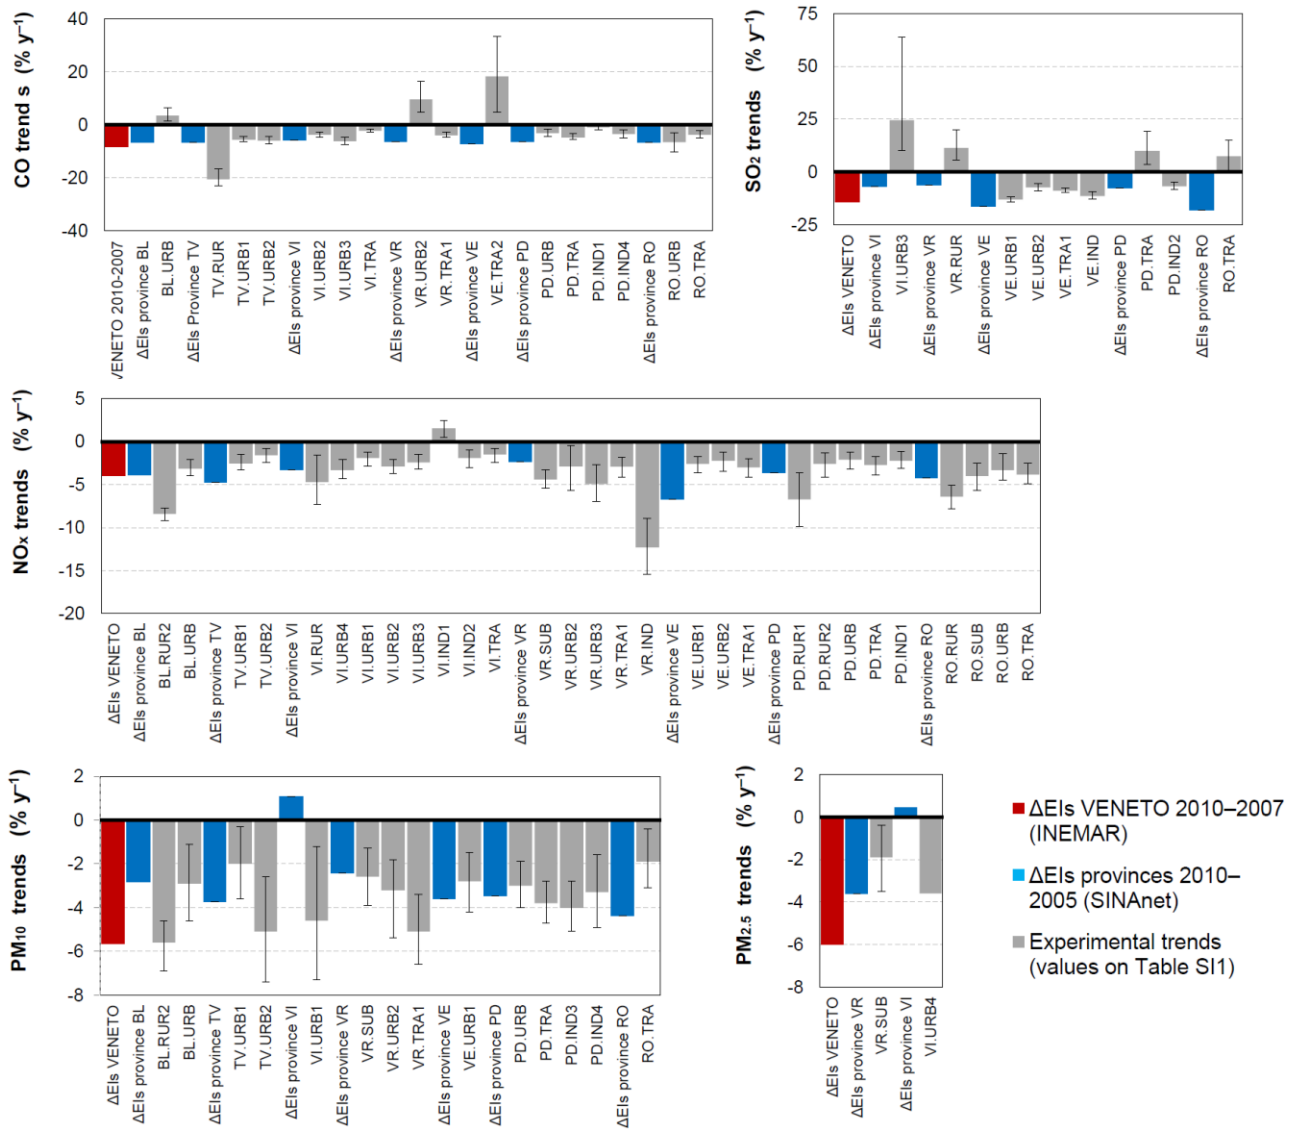 CO trend s (% y⁻¹)
40
20
0
-20
-40
VENETO 2010-2007
ΔEIs province BL
BL.URB
ΔEIs Province TV
TV.RUR
TV.URB1
TV.URB2
ΔEIs province VI
VI.URB2
VI.URB3
VI.TRA
ΔEIs province VR
VR.URB2
VR.TRA1
ΔEIs province VE
VE.TRA2
ΔEIs province PD
PD.URB
PD.TRA
PD.IND1
PD.IND4
ΔEIs province RO
RO.URB
RO.TRA
SO₂ trends (% y⁻¹)
75
50
25
0
-25
ΔEIs VENETO
ΔEIs province VI
VI.URB3
ΔEIs province VR
VR.RUR
ΔEIs province VE
VE.URB1
VE.URB2
VE.TRA1
VE.IND
ΔEIs province PD
PD.TRA
PD.IND2
ΔEIs province RO
RO.TRA
NOₓ trends (% y⁻¹)
5
0
-5
-10
-15
-20
ΔEIs VENETO
ΔEIs province BL
BL.RUR2
BL.URB
ΔEIs province TV
TV.URB1
TV.URB2
ΔEIs province VI
VI.RUR
VI.URB4
VI.URB1
VI.URB2
VI.URB3
VI.IND1
VI.IND2
VI.TRA
ΔEIs province VR
VR.SUB
VR.URB2
VR.URB3
VR.TRA1
VR.IND
ΔEIs province VE
VE.URB1
VE.URB2
VE.TRA1
ΔEIs province PD
PD.RUR1
PD.RUR2
PD.URB
PD.TRA
PD.IND1
ΔEIs province RO
RO.RUR
RO.SUB
RO.URB
RO.TRA
PM₁₀ trends (% y⁻¹)
2
0
-2
-4
-6
-8
ΔEIs VENETO
ΔEIs province BL
BL.RUR2
BL.URB
ΔEIs province TV
TV.URB1
TV.URB2
ΔEIs province VI
VI.URB1
ΔEIs province VR
VR.SUB
VR.URB2
VR.TRA1
ΔEIs province VE
VE.URB1
ΔEIs province PD
PD.URB
PD.TRA
PD.IND3
PD.IND4
ΔEIs province RO
RO.TRA
PM₂.₅ trends (% y⁻¹)
2
0
-2
-4
-6
-8
ΔEIs VENETO
ΔEIs province VR
VR.SUB
ΔEIs province VI
VI.URB4
ΔEIs VENETO 2010–2007
(INEMAR)
ΔEIs provinces 2010–
2005 (SINAnet)
Experimental trends
(values on Table SI1)